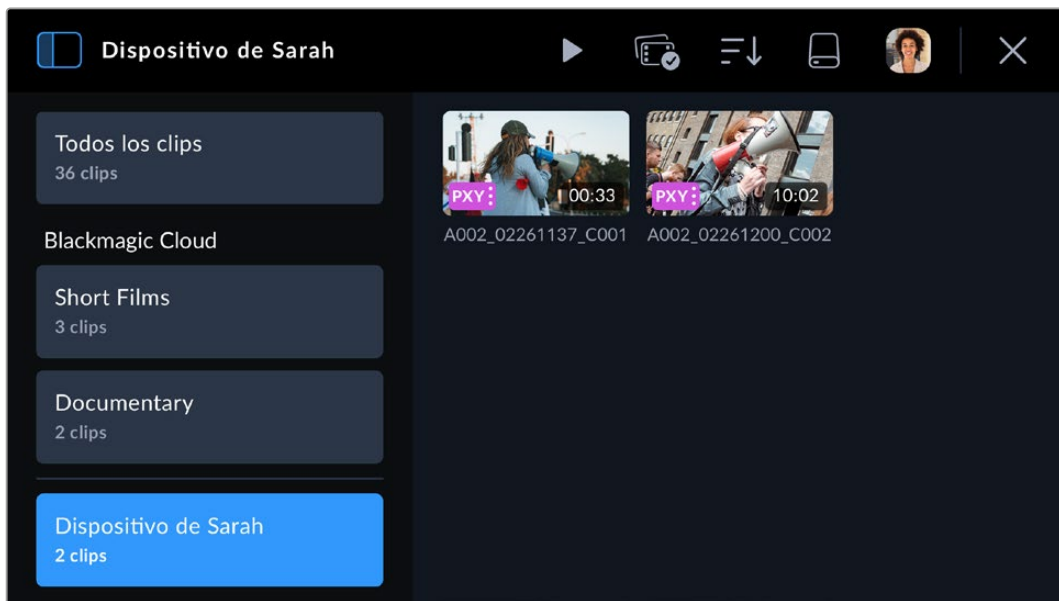 Dispositivo de Sarah
Todos los clips
36 clips
Blackmagic Cloud
Short Films
3 clips
Documentary
2 clips
Dispositivo de Sarah
2 clips
PXY 00:33
A002_02261137_C001
PXY 10:02
A002_02261200_C002